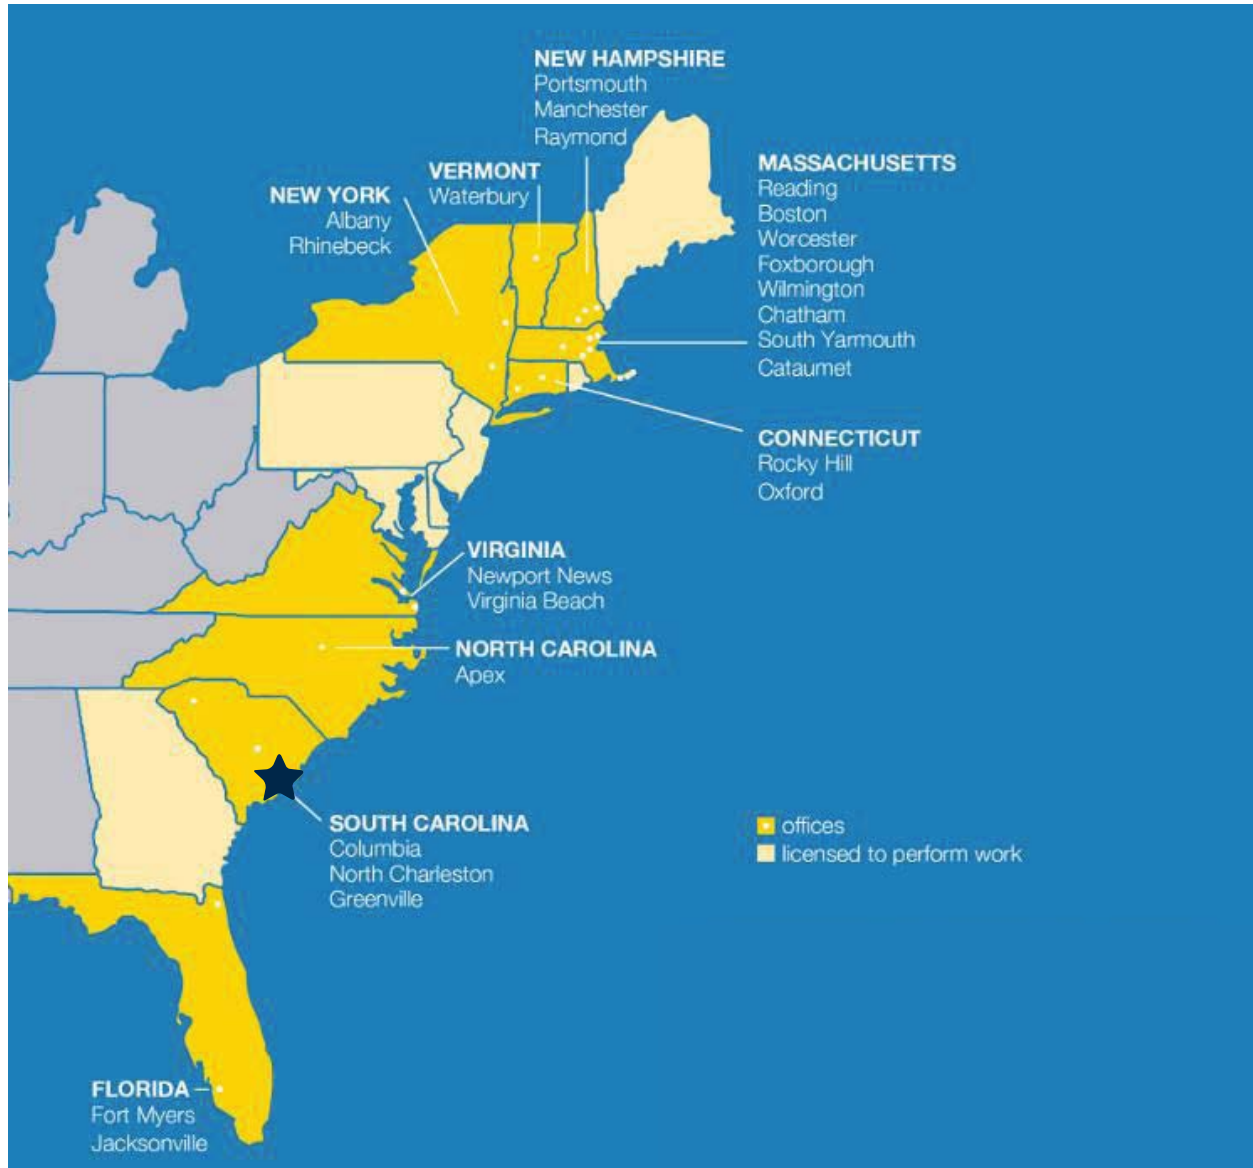 NEW HAMPSHIRE
Portsmouth
Manchester
Raymond
VERMONT
Waterbury
NEW YORK
Albany
Rhinebeck
MASSACHUSETTS
Reading
Boston
Worcester
Foxborough
Wilmington
Chatham
South Yarmouth
Cataumet
CONNECTICUT
Rocky Hill
Oxford
VIRGINIA
Newport News
Virginia Beach
NORTH CAROLINA
Apex
SOUTH CAROLINA
Columbia
North Charleston
Greenville
offices
licensed to perform work
FLORIDA
Fort Myers
Jacksonville